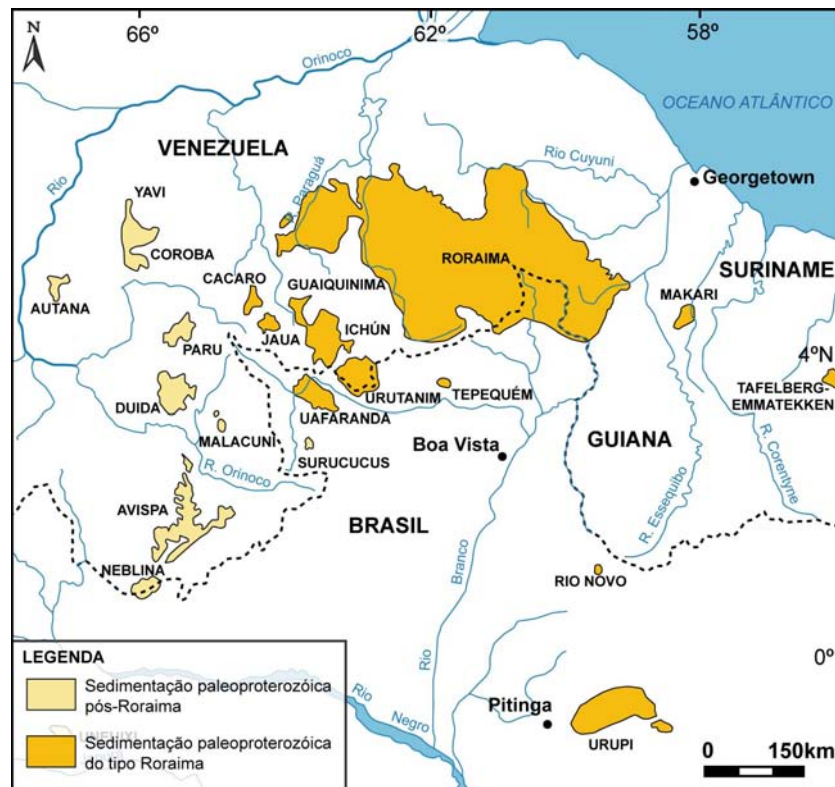 66º
62º
58º
N
Orinoco
OCEANO ATLÂNTICO
VENEZUELA
Rio Cuyuni
Rio
R. Paraguá
Georgetown
YAVI
COROBA
RORAIMA
SURINAME
CACARO
GUAIQUINIMA
MAKARI
AUTANA
ICHÚN
PARU
JAUA
4ºN
URUTANIM
TEPEQUÉM
TAFELBERG-
EMMATEKKEN
DUIDA
UAFARANDA
MALACUNI
Boa Vista
GUIANA
SURUCUCUS
R. Orinoco
R. Essequibo
R. Corentyne
AVISPA
BRASIL
Branco
NEBLINA
RIO NOVO
Rio
LEGENDA
0º
Sedimentação paleoproterozóica
pós-Roraima
Rio
Negro
Pitinga
UNEUIXI
Sedimentação paleoproterozóica
do tipo Roraima
URUPI
0 150km